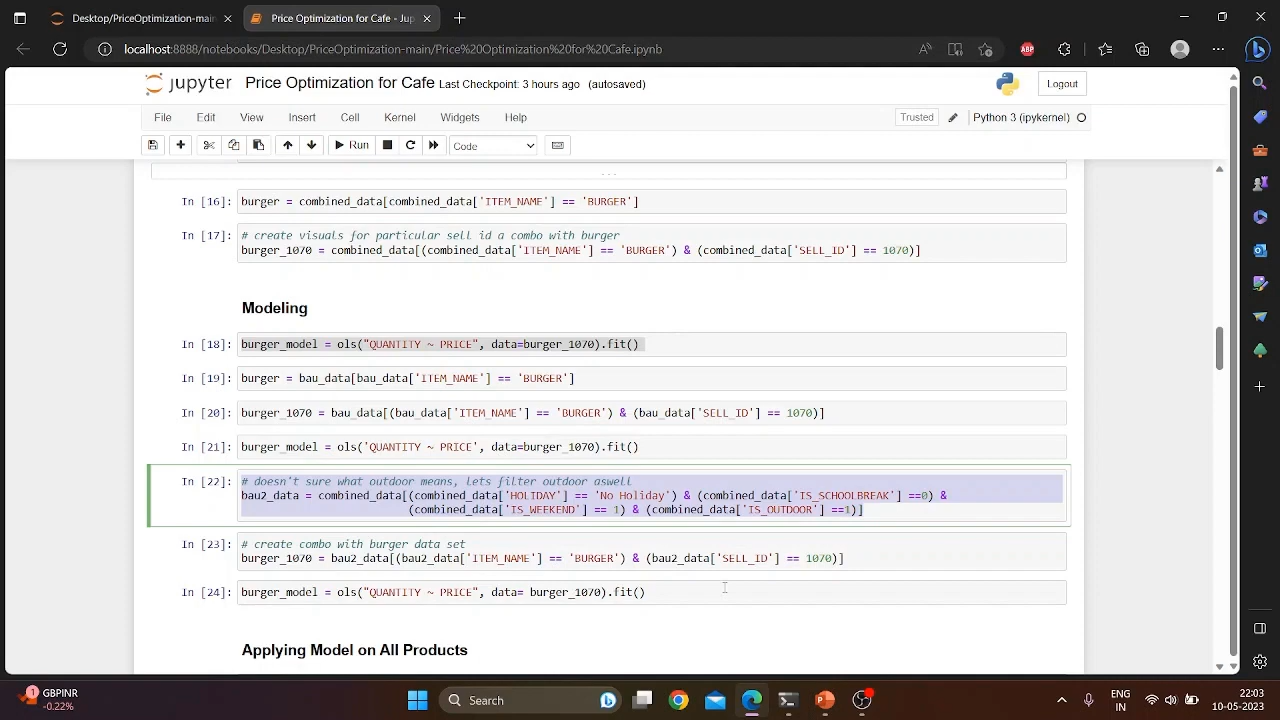 Desktop/PriceOptimization-main
Price Optimization for Cafe - Jup
localhost:8888/notebooks/Desktop/PriceOptimization-main/Price%20Optimization%20for%20Cafe.ipynb
ABP
jupyter Price Optimization for Cafe Last Checkpoint: 3 hours ago (autosaved)
Logout
File Edit View Insert Cell Kernel Widgets Help
Trusted Python 3 (ipykernel)
Run Code
...
In [16]: burger = combined_data[combined_data['ITEM_NAME'] == 'BURGER']
In [17]: # create visuals for particular sell id a combo with burger
burger_1070 = combined_data[(combined_data['ITEM_NAME'] == 'BURGER') & (combined_data['SELL_ID'] == 1070)]
Modeling
In [18]: burger_model = ols("QUANTITY ~ PRICE", data=burger_1070).fit()
In [19]: burger = bau_data[bau_data['ITEM_NAME'] == 'BURGER']
In [20]: burger_1070 = bau_data[(bau_data['ITEM_NAME'] == 'BURGER') & (bau_data['SELL_ID'] == 1070)]
In [21]: burger_model = ols('QUANTITY ~ PRICE', data=burger_1070).fit()
In [22]: # doesn't sure what outdoor means, lets filter outdoor aswell
bau2_data = combined_data[(combined_data['HOLIDAY'] == 'No Holiday') & (combined_data['IS_SCHOOLBREAK'] ==0) &
(combined_data['IS_WEEKEND'] == 1) & (combined_data['IS_OUTDOOR'] ==1)]
In [23]: # create combo with burger data set
burger_1070 = bau2_data[(bau2_data['ITEM_NAME'] == 'BURGER') & (bau2_data['SELL_ID'] == 1070)]
In [24]: burger_model = ols("QUANTITY ~ PRICE", data= burger_1070).fit()
Applying Model on All Products
1
GBPINR
-0.22%
Search
ENG
IN
22:03
10-05-2023